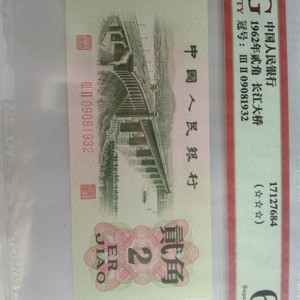 中国人民银行
1962年贰角 长江大桥
冠号：III II 09081932
17127684
(☆☆☆)
中國人民銀行
III II 09081932
貳角
2
ER
JIAO